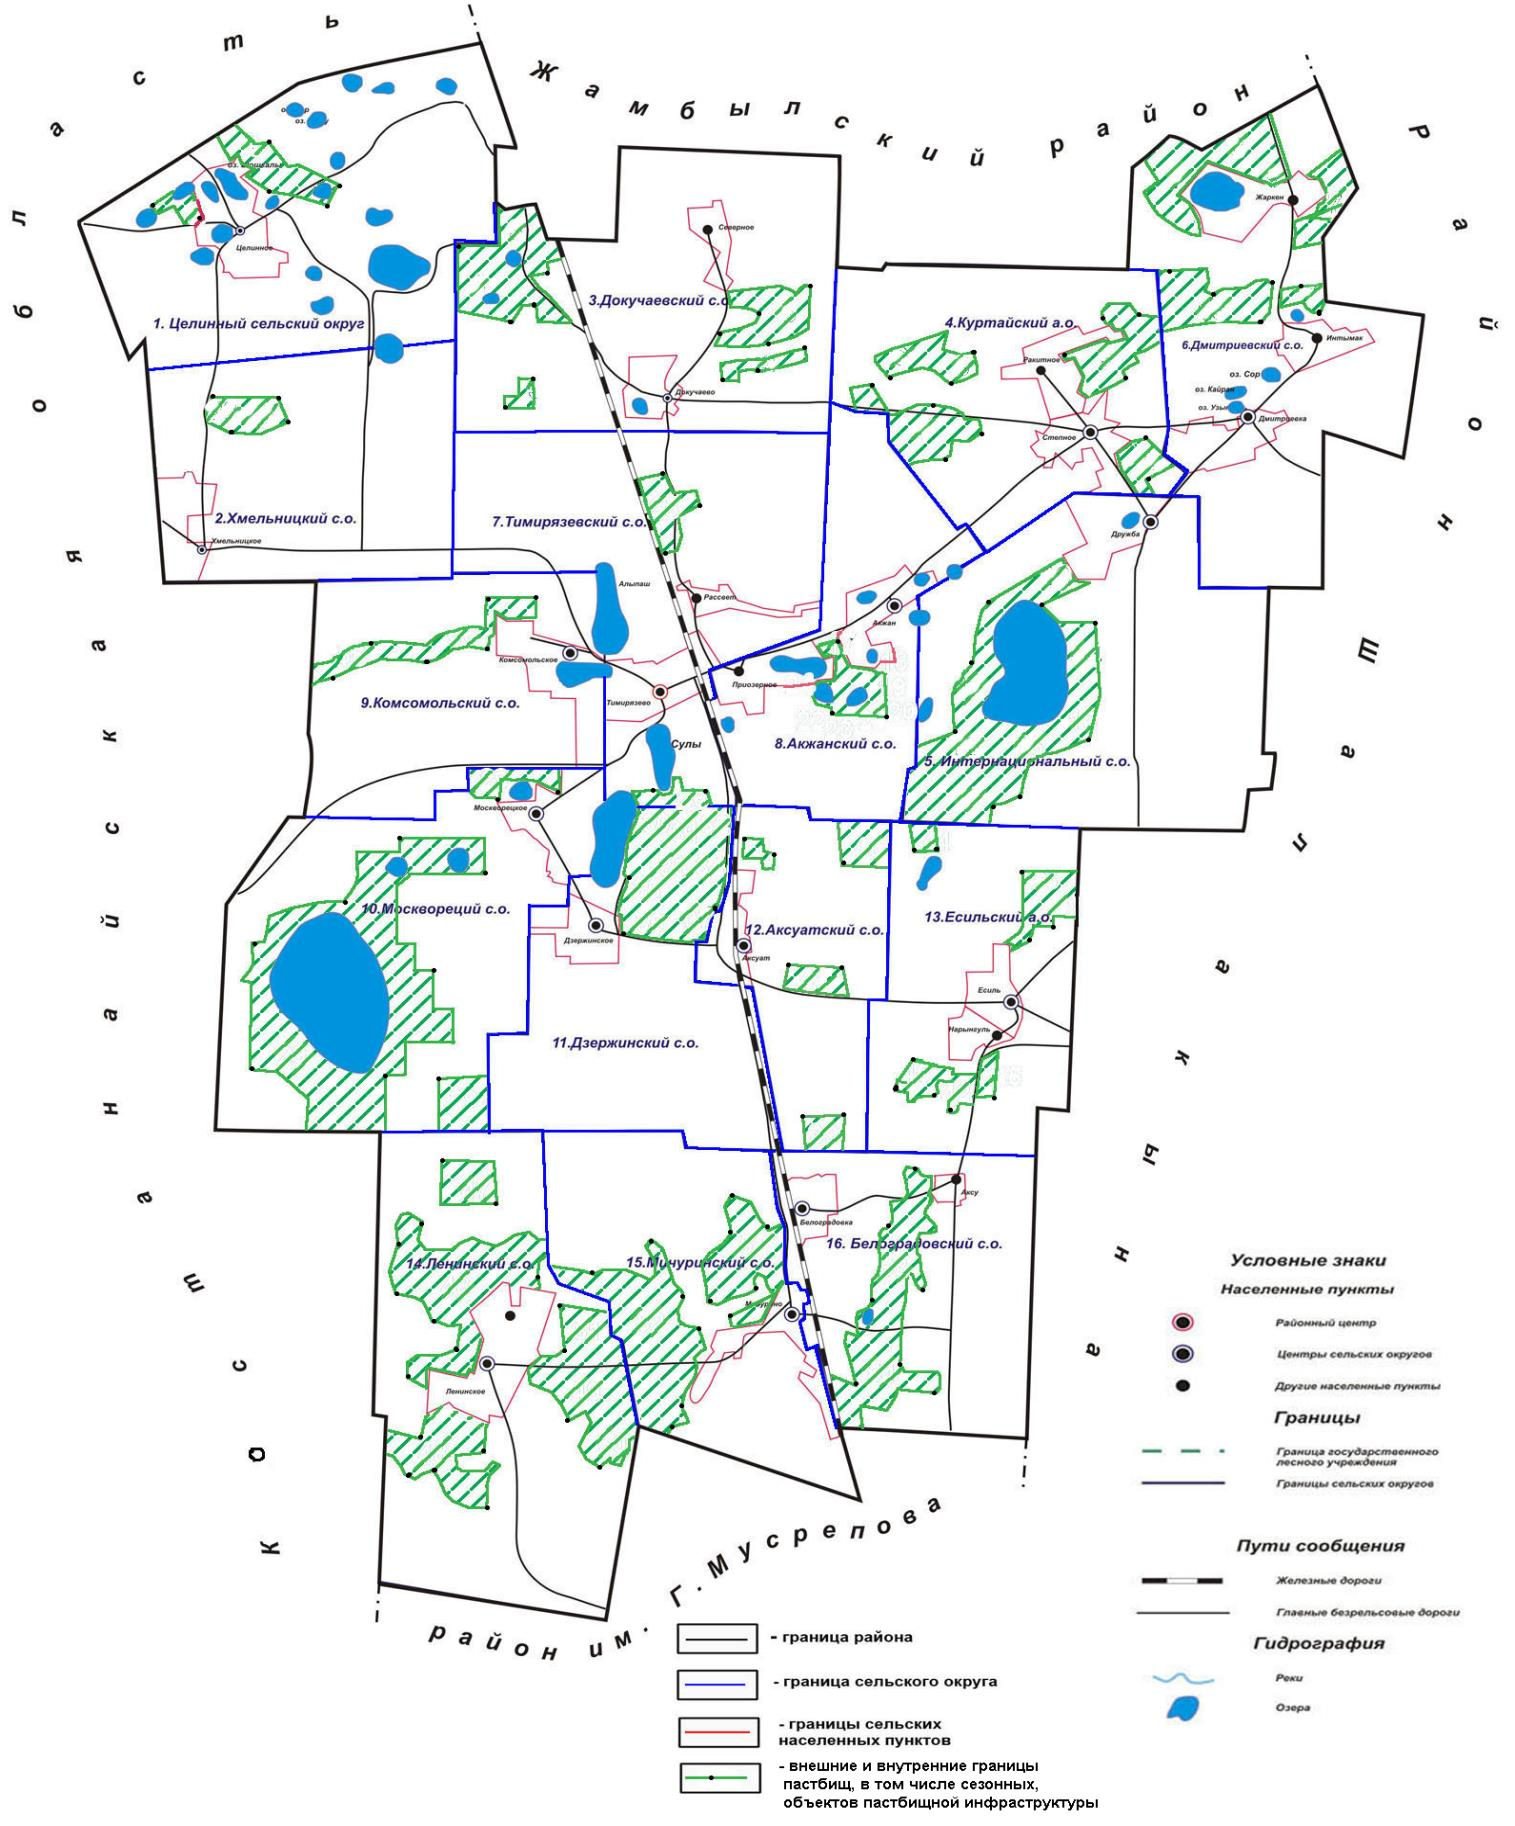 Костанайская область
Жамбылский район
Район Шал акына
район им. Г. Мусрепова
1. Целинный сельский округ
Целинное
2.Хмельницкий с.о.
Хмельницкое
3.Докучаевский с.о
Северное
Докучаево
4.Куртайский а.о.
Ракитное
Степное
6.Дмитриевский с.о.
Жаркен
Интымак
оз. Сор
оз. Кайран
оз. Узын
Дмитриевка
7.Тимирязевский с.о.
Рассвет
Алыпаш
Дружба
Акжан
Комсомольское
Приозерное
Тимирязево
9.Комсомольский с.о.
Сулы
8.Акжанский с.о.
5. Интернациональный с.о.
Москворецкое
10.Москвореций с.о.
12.Аксуатский с.о.
13.Есильский а.о.
Дзержинское
Аксуат
Есиль
Нарынгуль
11.Дзержинский с.о.
Аксу
Белоградовка
16. Белоградовский с.о.
14.Ленинский с.о.
15.Мичуринский с.о.
Мичурино
Ленинское
Условные знаки
Населенные пункты
Районный центр
Центры сельских округов
Другие населенные пункты
Границы
Граница государственного
лесного учреждения
Границы сельских округов
Пути сообщения
Железные дороги
Главные безрельсовые дороги
Гидрография
Реки
Озера
- граница района
- граница сельского округа
- границы сельских
населенных пунктов
- внешние и внутренние границы
пастбищ, в том числе сезонных,
объектов пастбищной инфраструктуры